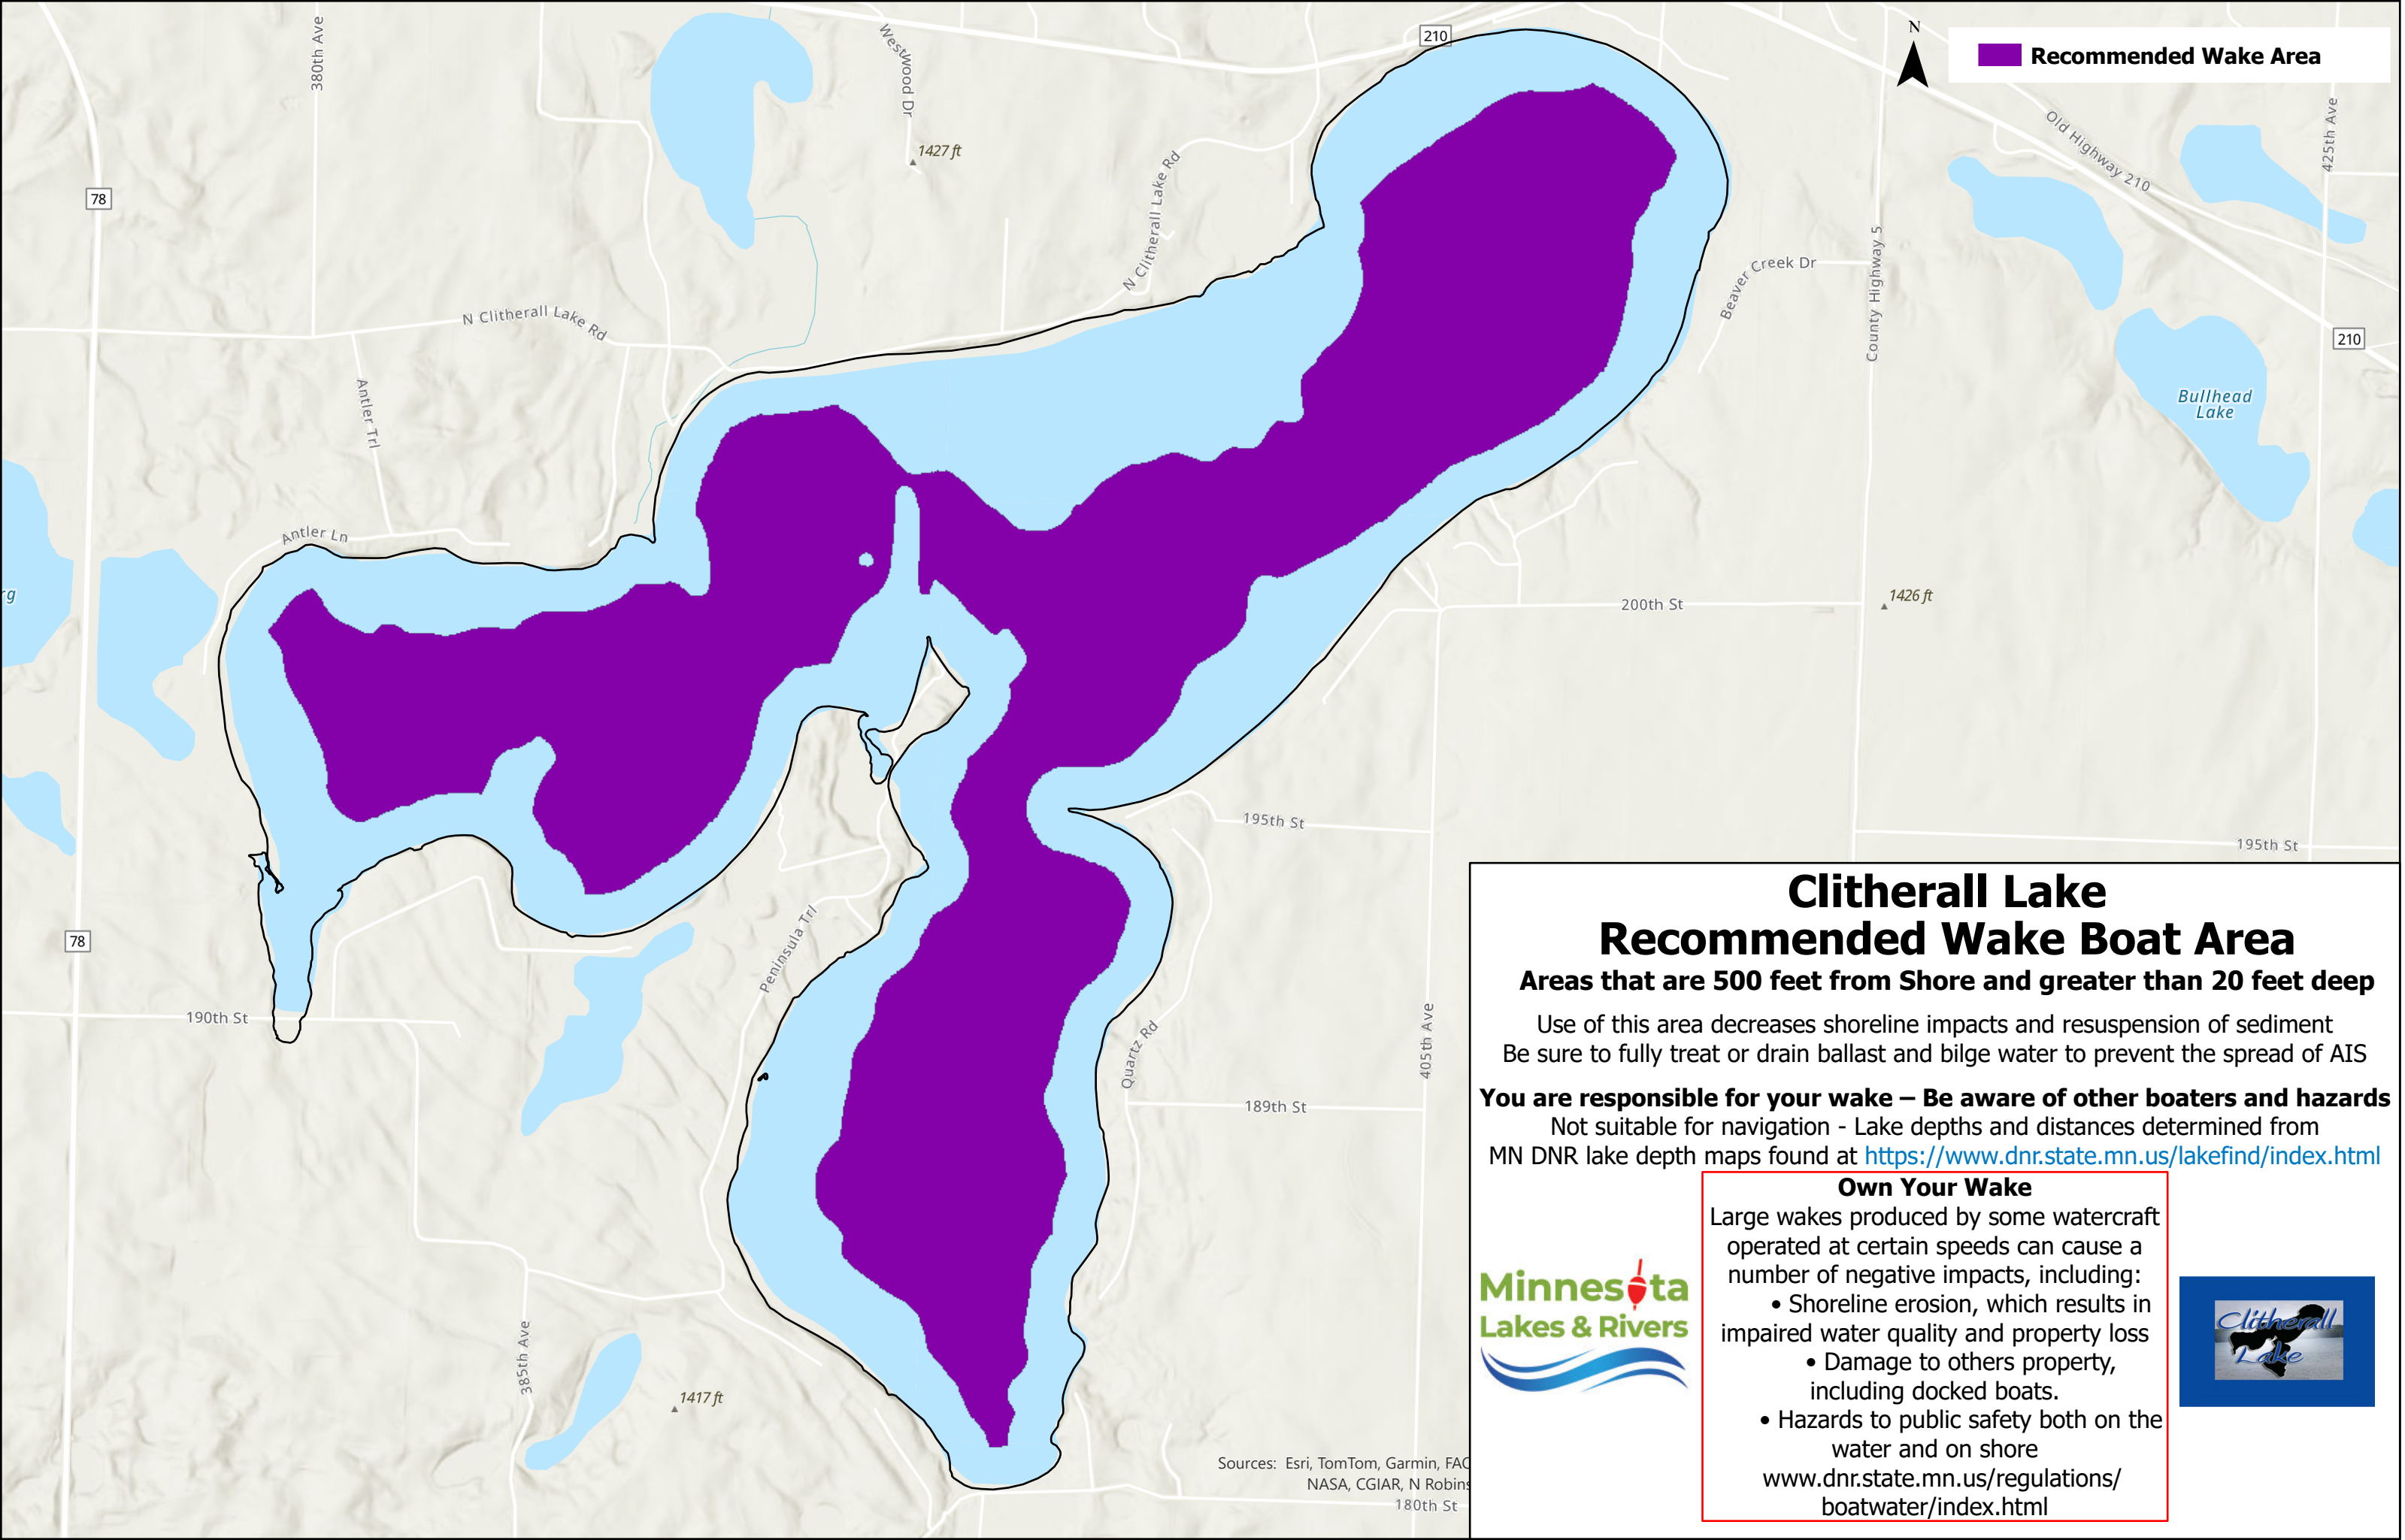 N
Recommended Wake Area
380th Ave
Westwood Dr
210
1427 ft
Old Highway 210
425th Ave
N Clitherall Lake Rd
78
County Highway 5
Beaver Creek Dr
N Clitherall Lake Rd
210
Bullhead
Lake
Antler Trl
Antler Ln
rg
1426 ft
200th St
195th St
195th St
Peninsula Trl
78
190th St
405th Ave
Quartz Rd
189th St
385th Ave
1417 ft
Sources: Esri, TomTom, Garmin, FAO
NASA, CGIAR, N Robins
180th St
Clitherall Lake
Recommended Wake Boat Area
Areas that are 500 feet from Shore and greater than 20 feet deep
Use of this area decreases shoreline impacts and resuspension of sediment
Be sure to fully treat or drain ballast and bilge water to prevent the spread of AIS
You are responsible for your wake – Be aware of other boaters and hazards
Not suitable for navigation - Lake depths and distances determined from
MN DNR lake depth maps found at https://www.dnr.state.mn.us/lakefind/index.html
Own Your Wake
Large wakes produced by some watercraft
operated at certain speeds can cause a
number of negative impacts, including:
• Shoreline erosion, which results in
impaired water quality and property loss
• Damage to others property,
including docked boats.
• Hazards to public safety both on the
water and on shore
www.dnr.state.mn.us/regulations/
boatwater/index.html
Minnesota
Lakes & Rivers
Clitherall
Lake